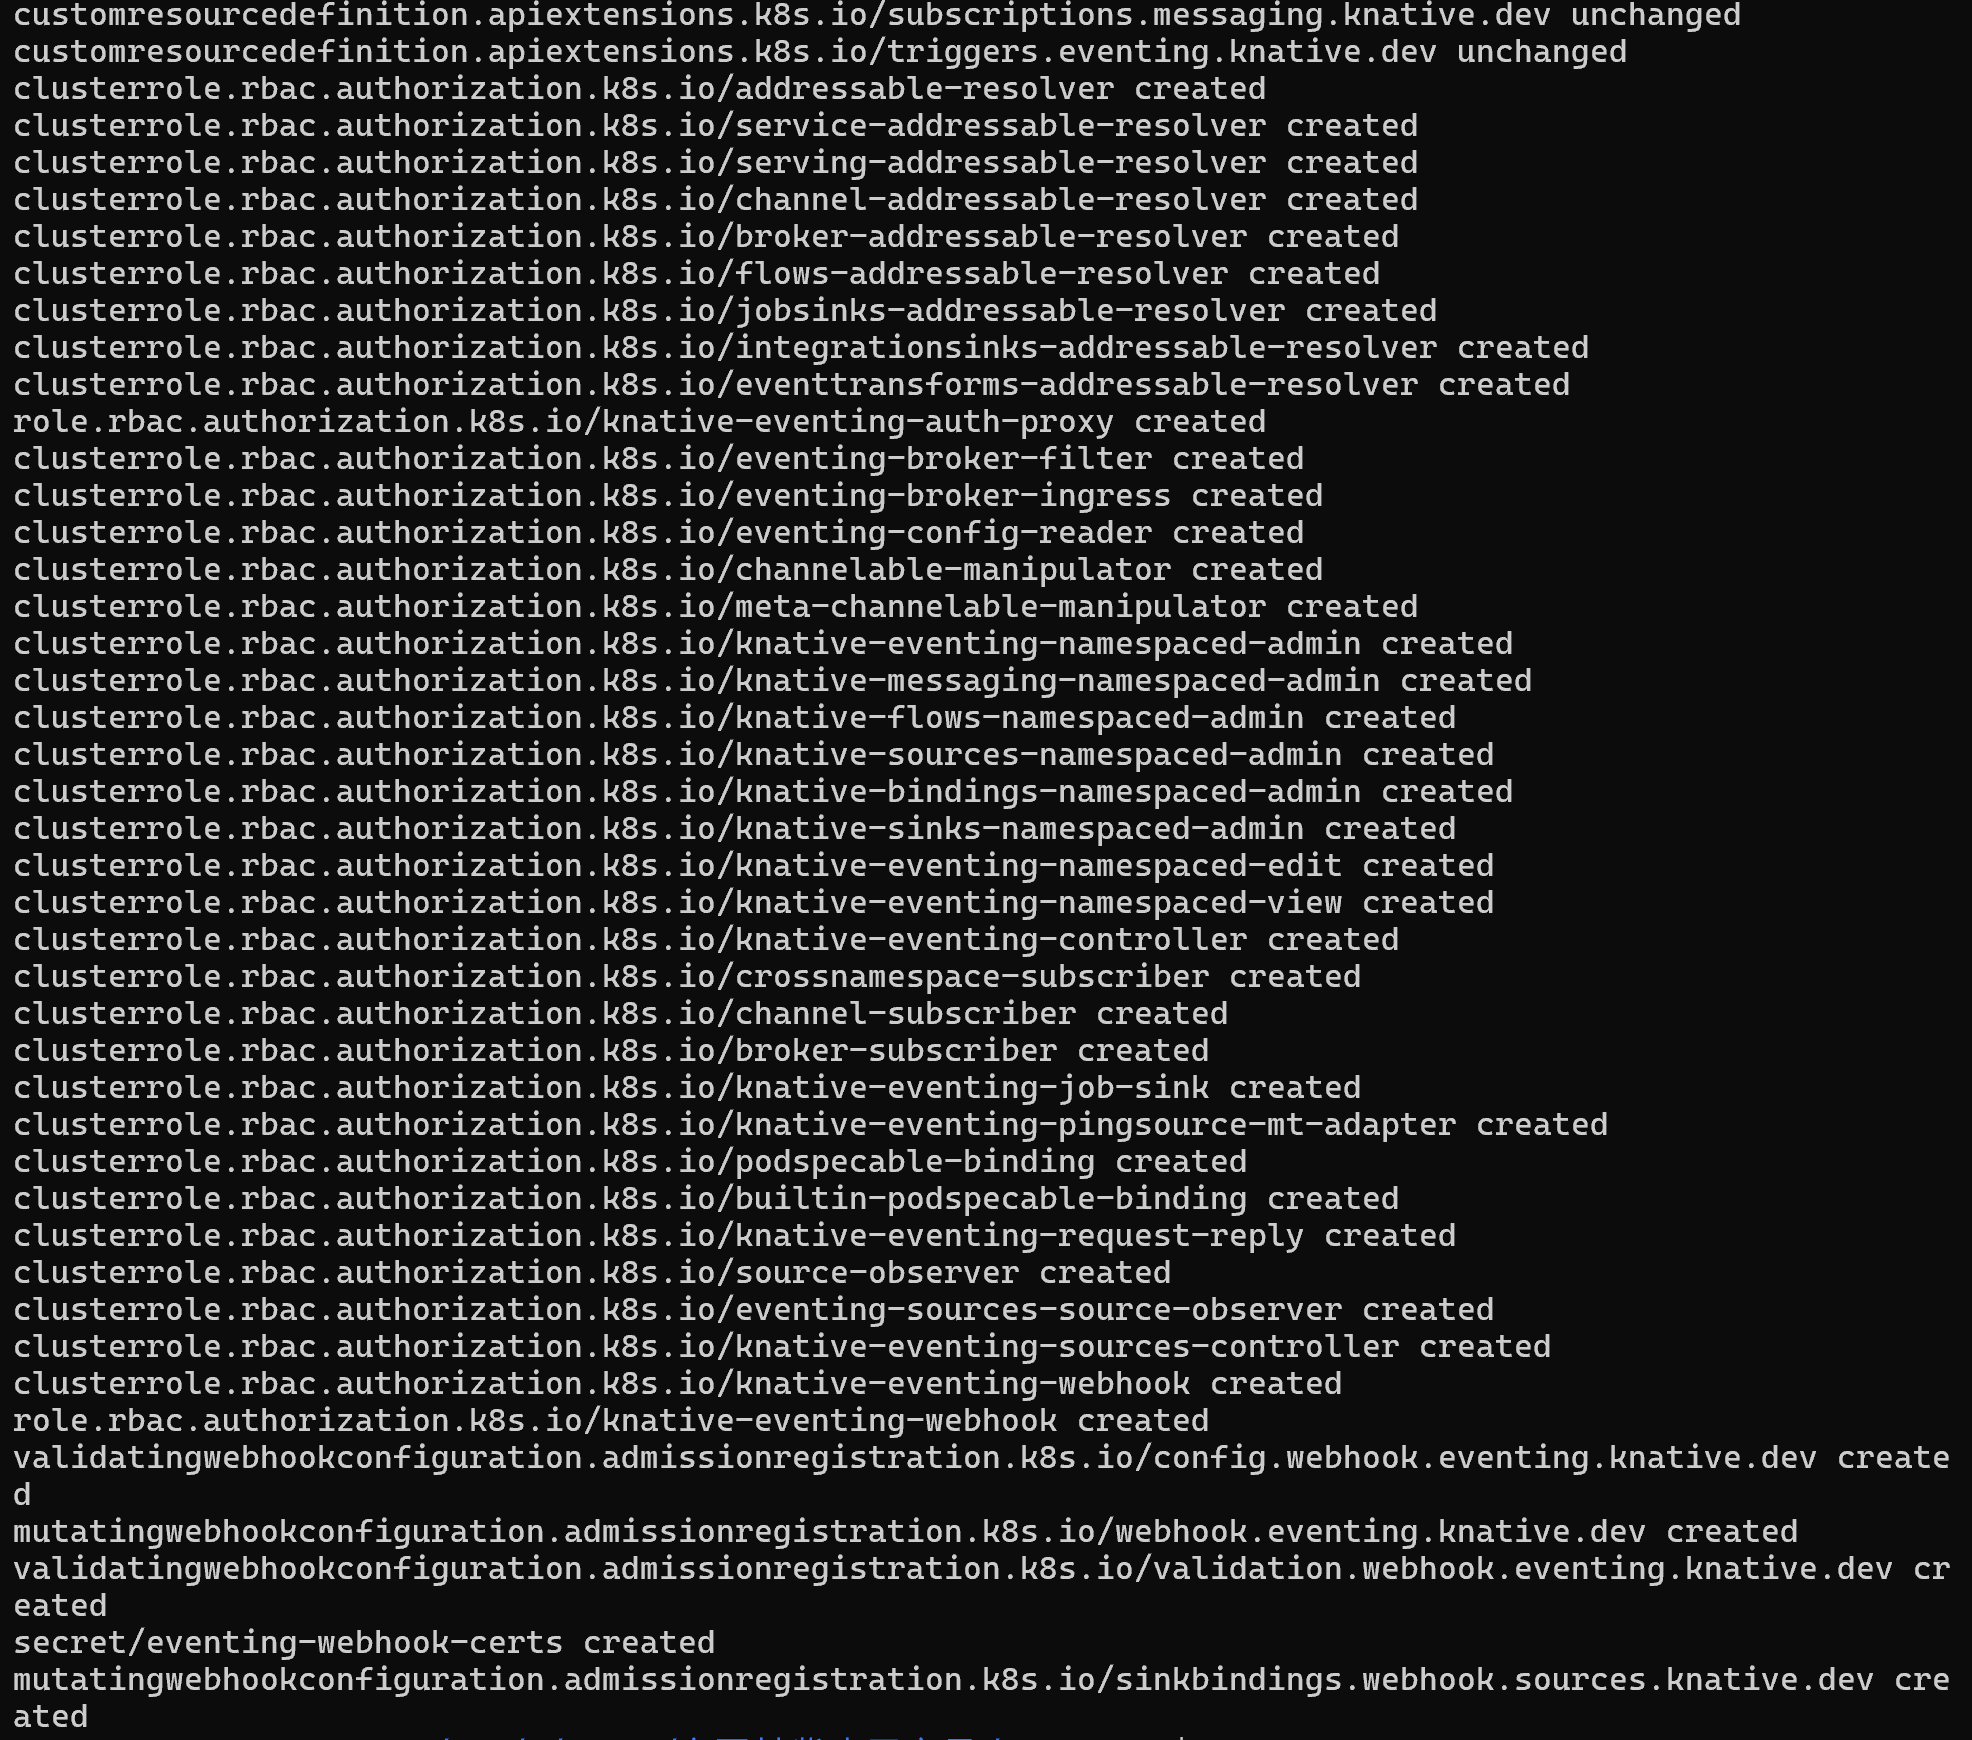 customresourcedefinition.apiextensions.k8s.io/subscriptions.messaging.knative.dev unchanged
customresourcedefinition.apiextensions.k8s.io/triggers.eventing.knative.dev unchanged
clusterrole.rbac.authorization.k8s.io/addressable-resolver created
clusterrole.rbac.authorization.k8s.io/service-addressable-resolver created
clusterrole.rbac.authorization.k8s.io/serving-addressable-resolver created
clusterrole.rbac.authorization.k8s.io/channel-addressable-resolver created
clusterrole.rbac.authorization.k8s.io/broker-addressable-resolver created
clusterrole.rbac.authorization.k8s.io/flows-addressable-resolver created
clusterrole.rbac.authorization.k8s.io/jobsinks-addressable-resolver created
clusterrole.rbac.authorization.k8s.io/integrationsinks-addressable-resolver created
clusterrole.rbac.authorization.k8s.io/eventtransforms-addressable-resolver created
role.rbac.authorization.k8s.io/knative-eventing-auth-proxy created
clusterrole.rbac.authorization.k8s.io/eventing-broker-filter created
clusterrole.rbac.authorization.k8s.io/eventing-broker-ingress created
clusterrole.rbac.authorization.k8s.io/eventing-config-reader created
clusterrole.rbac.authorization.k8s.io/channelable-manipulator created
clusterrole.rbac.authorization.k8s.io/meta-channelable-manipulator created
clusterrole.rbac.authorization.k8s.io/knative-eventing-namespaced-admin created
clusterrole.rbac.authorization.k8s.io/knative-messaging-namespaced-admin created
clusterrole.rbac.authorization.k8s.io/knative-flows-namespaced-admin created
clusterrole.rbac.authorization.k8s.io/knative-sources-namespaced-admin created
clusterrole.rbac.authorization.k8s.io/knative-bindings-namespaced-admin created
clusterrole.rbac.authorization.k8s.io/knative-sinks-namespaced-admin created
clusterrole.rbac.authorization.k8s.io/knative-eventing-namespaced-edit created
clusterrole.rbac.authorization.k8s.io/knative-eventing-namespaced-view created
clusterrole.rbac.authorization.k8s.io/knative-eventing-controller created
clusterrole.rbac.authorization.k8s.io/crossnamespace-subscriber created
clusterrole.rbac.authorization.k8s.io/channel-subscriber created
clusterrole.rbac.authorization.k8s.io/broker-subscriber created
clusterrole.rbac.authorization.k8s.io/knative-eventing-job-sink created
clusterrole.rbac.authorization.k8s.io/knative-eventing-pingsource-mt-adapter created
clusterrole.rbac.authorization.k8s.io/podspecable-binding created
clusterrole.rbac.authorization.k8s.io/builtin-podspecable-binding created
clusterrole.rbac.authorization.k8s.io/knative-eventing-request-reply created
clusterrole.rbac.authorization.k8s.io/source-observer created
clusterrole.rbac.authorization.k8s.io/eventing-sources-source-observer created
clusterrole.rbac.authorization.k8s.io/knative-eventing-sources-controller created
clusterrole.rbac.authorization.k8s.io/knative-eventing-webhook created
role.rbac.authorization.k8s.io/knative-eventing-webhook created
validatingwebhookconfiguration.admissionregistration.k8s.io/config.webhook.eventing.knative.dev create
d
mutatingwebhookconfiguration.admissionregistration.k8s.io/webhook.eventing.knative.dev created
validatingwebhookconfiguration.admissionregistration.k8s.io/validation.webhook.eventing.knative.dev cr
eated
secret/eventing-webhook-certs created
mutatingwebhookconfiguration.admissionregistration.k8s.io/sinkbindings.webhook.sources.knative.dev cre
ated